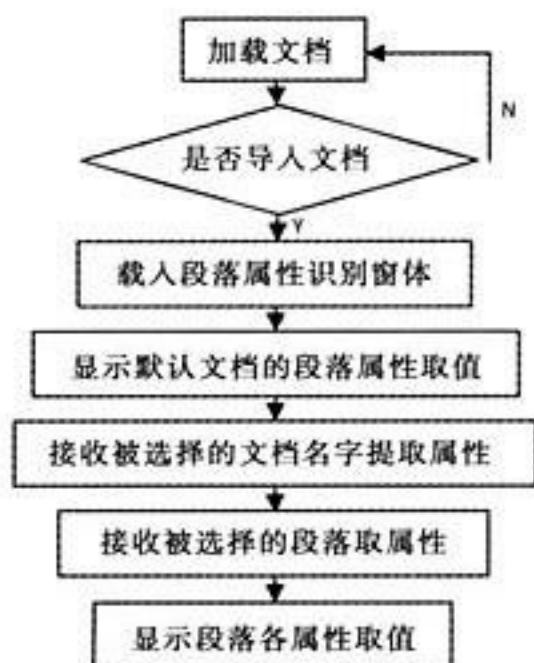 加载文档
N
是否导入文档
Y
载入段落属性识别窗体
显示默认文档的段落属性取值
接收被选择的文档名字提取属性
接收被选择的段落取属性
显示段落各属性取值